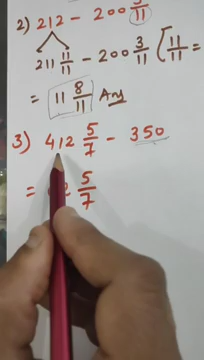 2) 212 - 200 3/11
211 11/11 - 200 3/11 [11/11 =
= 11 8/11 Ans
3) 412 5/7 - 350
= 2 5/7